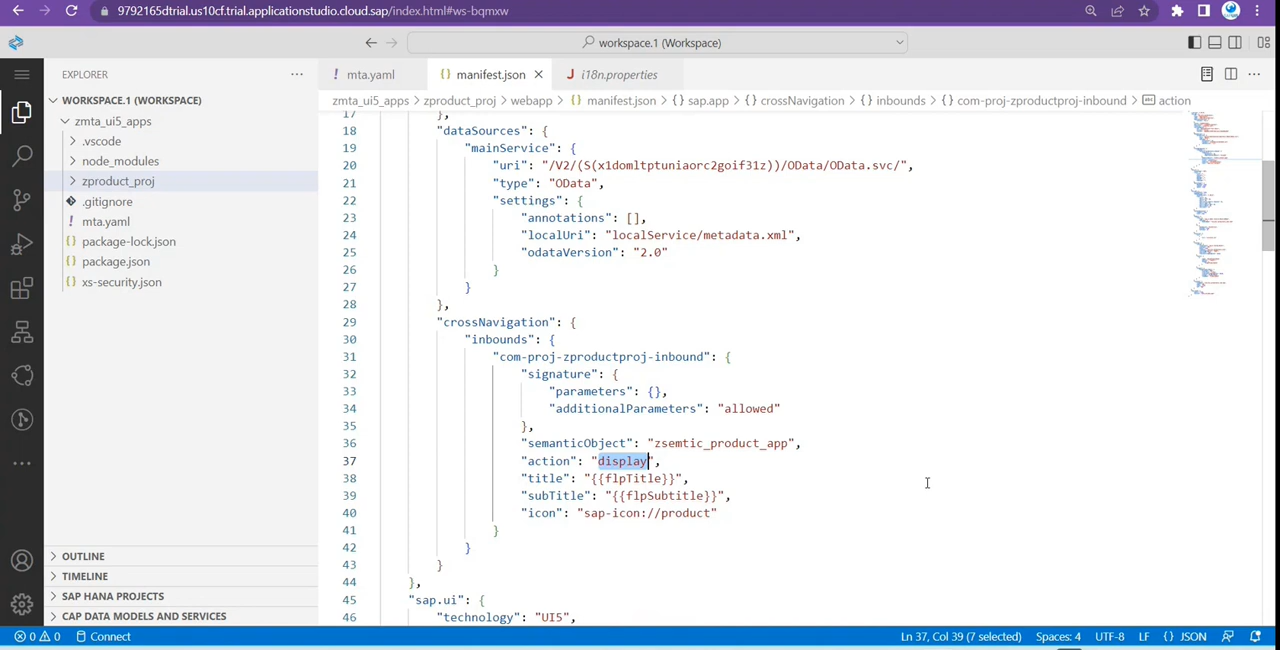 9792165dtrial.us10cf.trial.applicationstudio.cloud.sap/index.html#ws-bqmxw
workspace.1 (Workspace)
EXPLORER
WORKSPACE.1 (WORKSPACE)
zmta_ui5_apps
.vscode
node_modules
zproduct_proj
.gitignore
! mta.yaml
{} package-lock.json
{} package.json
{} xs-security.json
OUTLINE
TIMELINE
SAP HANA PROJECTS
CAP DATA MODELS AND SERVICES
! mta.yaml
{} manifest.json
J i18n.properties
zmta_ui5_apps > zproduct_proj > webapp > {} manifest.json > {} sap.app > {} crossNavigation > {} inbounds > {} com-proj-zproductproj-inbound > action
17 },
18 "dataSources": {
19 "mainService": {
20 "uri": "/V2/(S(x1domltptuniaorc2goif31z))/OData/OData.svc/",
21 "type": "OData",
22 "settings": {
23 "annotations": [],
24 "localUri": "localService/metadata.xml",
25 "odataVersion": "2.0"
26 }
27 }
28 },
29 "crossNavigation": {
30 "inbounds": {
31 "com-proj-zproductproj-inbound": {
32 "signature": {
33 "parameters": {},
34 "additionalParameters": "allowed"
35 },
36 "semanticObject": "zsemtic_product_app",
37 "action": "display",
38 "title": "{{flpTitle}}",
39 "subTitle": "{{flpSubtitle}}",
40 "icon": "sap-icon://product"
41 }
42 }
43 }
44 },
45 "sap.ui": {
46 "technology": "UI5",
0 0 Connect
Ln 37, Col 39 (7 selected) Spaces: 4 UTF-8 LF {} JSON